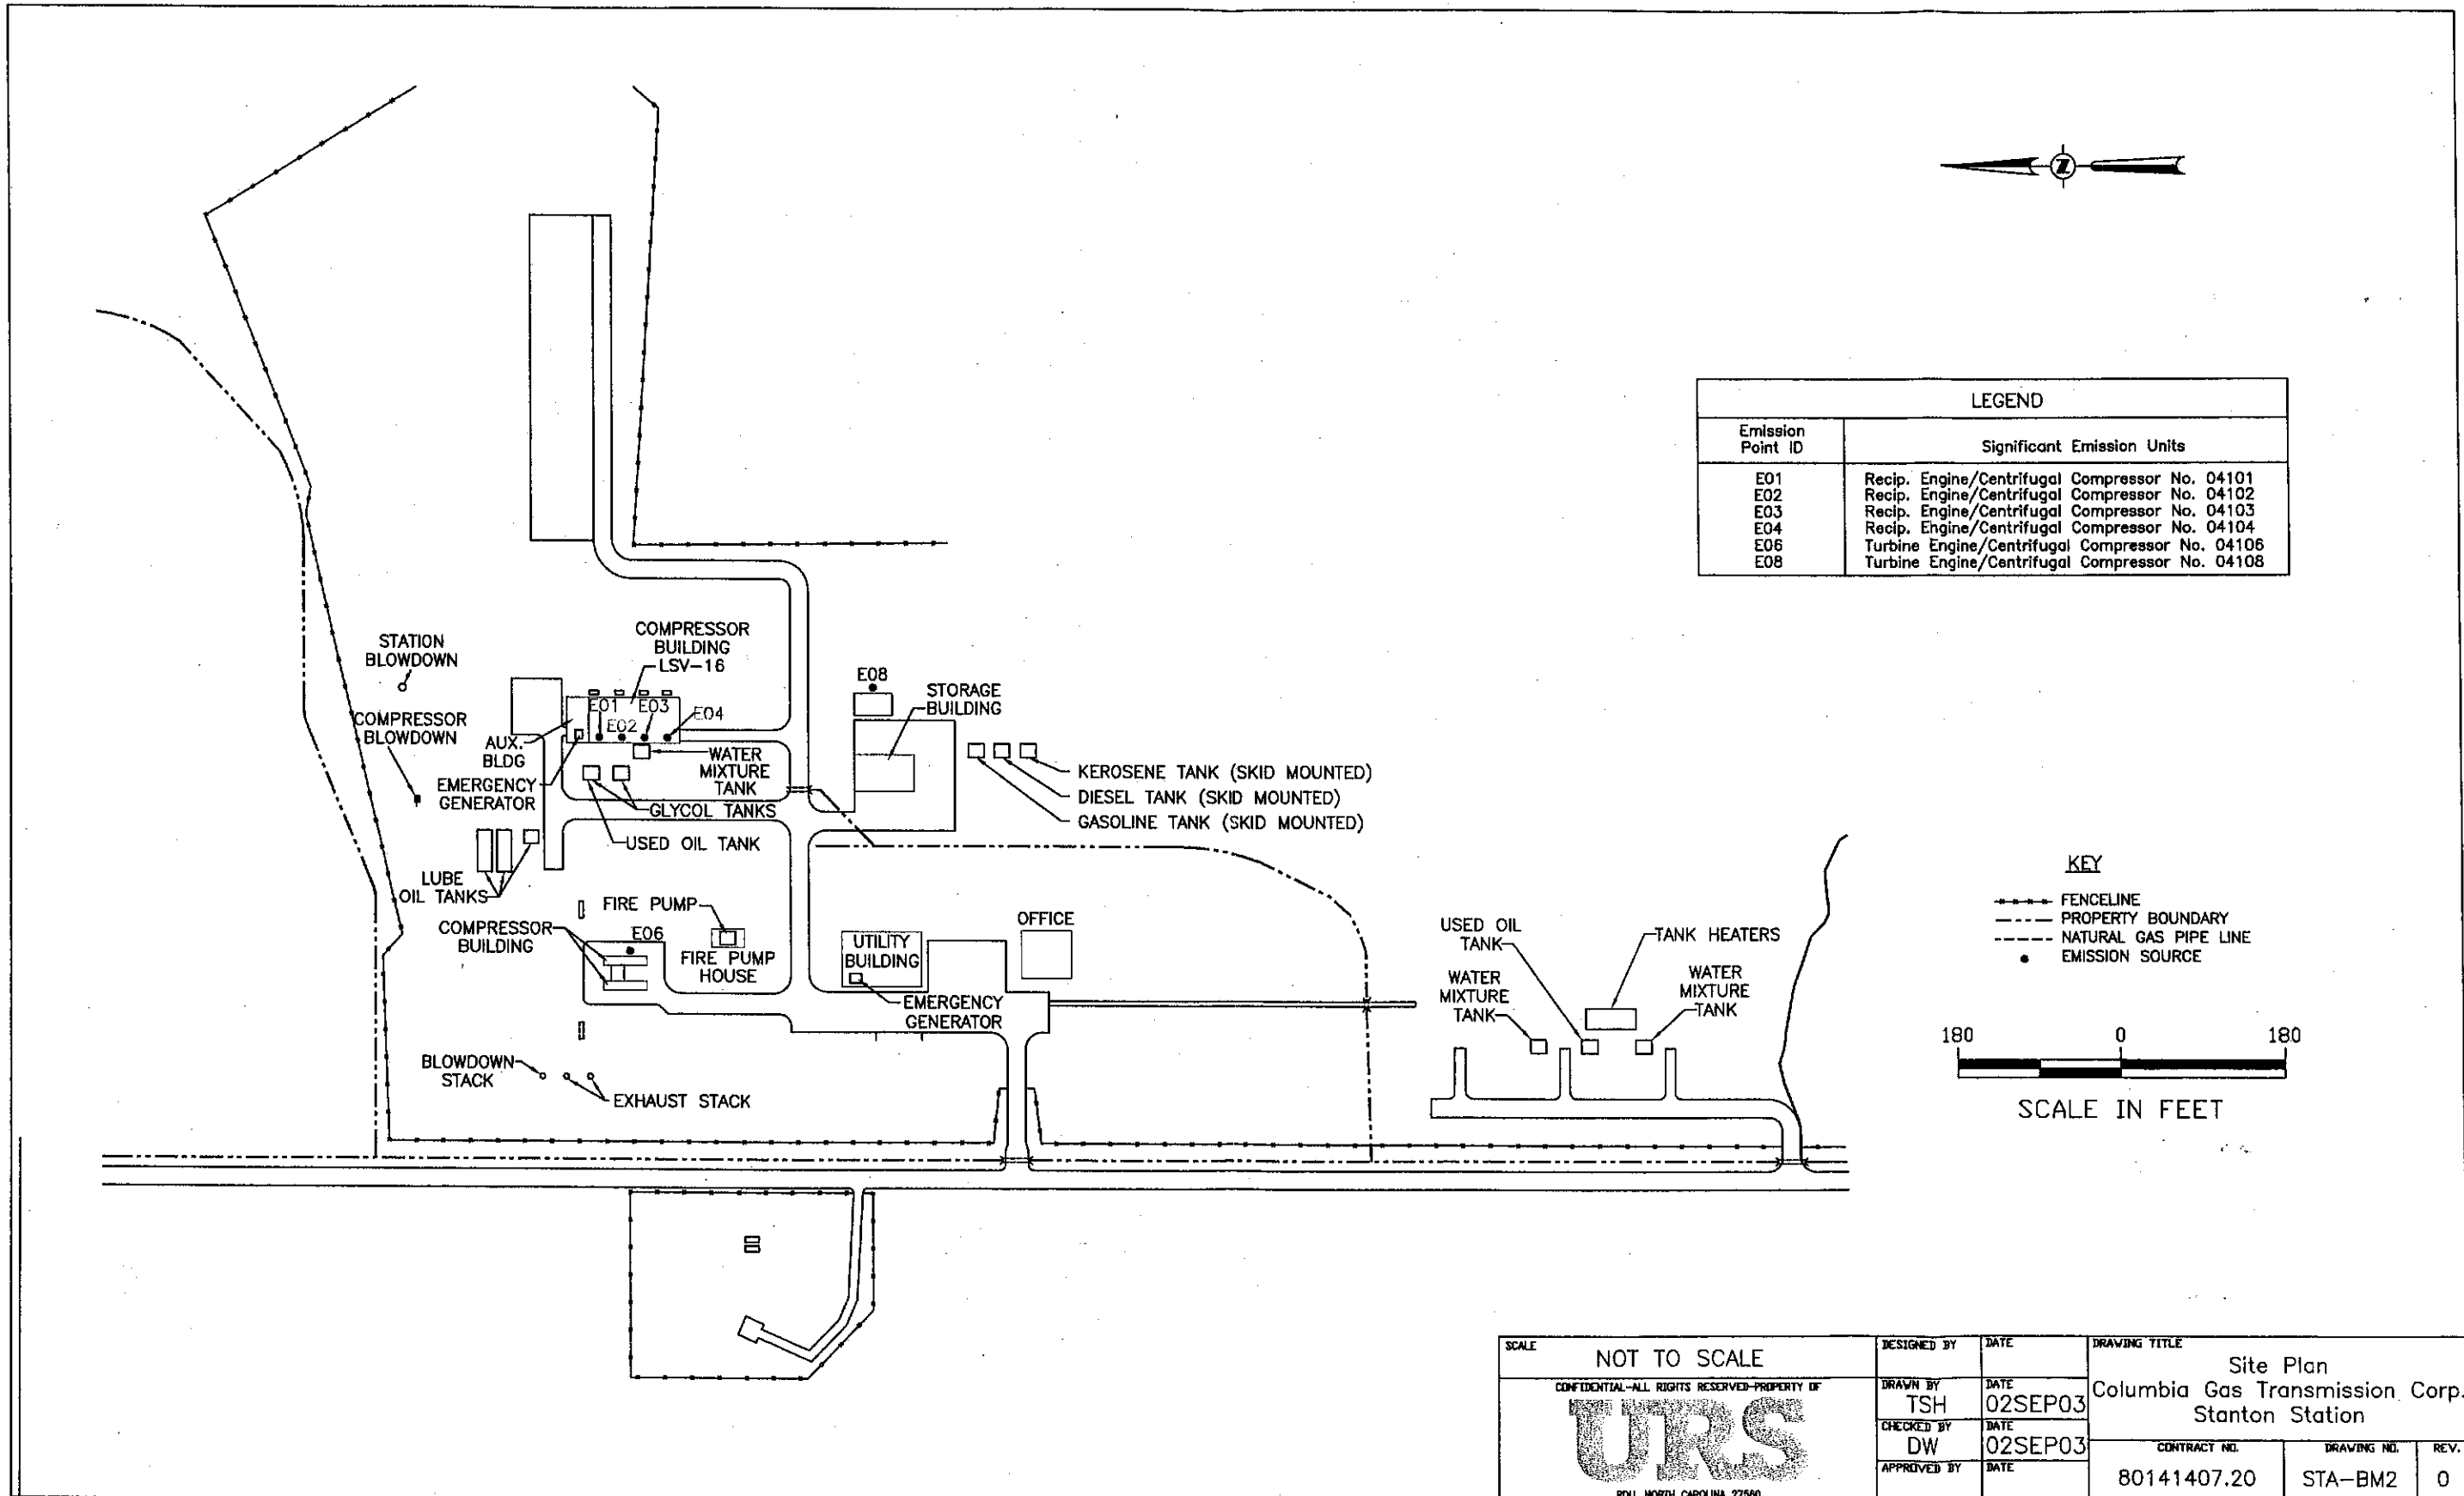 Z
LEGEND
Emission
Point ID
Significant Emission Units
E01 Recip. Engine/Centrifugal Compressor No. 04101
E02 Recip. Engine/Centrifugal Compressor No. 04102
E03 Recip. Engine/Centrifugal Compressor No. 04103
E04 Recip. Engine/Centrifugal Compressor No. 04104
E06 Turbine Engine/Centrifugal Compressor No. 04106
E08 Turbine Engine/Centrifugal Compressor No. 04108
STATION
BLOWDOWN
COMPRESSOR
BUILDING
LSV-16
E01
E03
E02
E04
COMPRESSOR
BLOWDOWN
AUX.
BLDG
EMERGENCY
GENERATOR
WATER
MIXTURE
TANK
GLYCOL TANKS
USED OIL TANK
E08
STORAGE
BUILDING
KEROSENE TANK (SKID MOUNTED)
DIESEL TANK (SKID MOUNTED)
GASOLINE TANK (SKID MOUNTED)
LUBE
OIL TANKS
COMPRESSOR
BUILDING
E06
FIRE PUMP
FIRE PUMP
HOUSE
UTILITY
BUILDING
EMERGENCY
GENERATOR
OFFICE
USED OIL
TANK
TANK HEATERS
WATER
MIXTURE
TANK
WATER
MIXTURE
TANK
BLOWDOWN
STACK
EXHAUST STACK
KEY
FENCELINE
PROPERTY BOUNDARY
NATURAL GAS PIPE LINE
EMISSION SOURCE
180 0 180
SCALE IN FEET
SCALE
NOT TO SCALE
CONFIDENTIAL-ALL RIGHTS RESERVED-PROPERTY OF
URS
NORTH CAROLINA 27560
DESIGNED BY
DATE
DRAWN BY
TSH
DATE
02SEP03
CHECKED BY
DW
DATE
02SEP03
APPROVED BY
DATE
DRAWING TITLE
Site Plan
Columbia Gas Transmission Corp.
Stanton Station
CONTRACT NO.
80141407.20
DRAWING NO.
STA-BM2
REV.
0